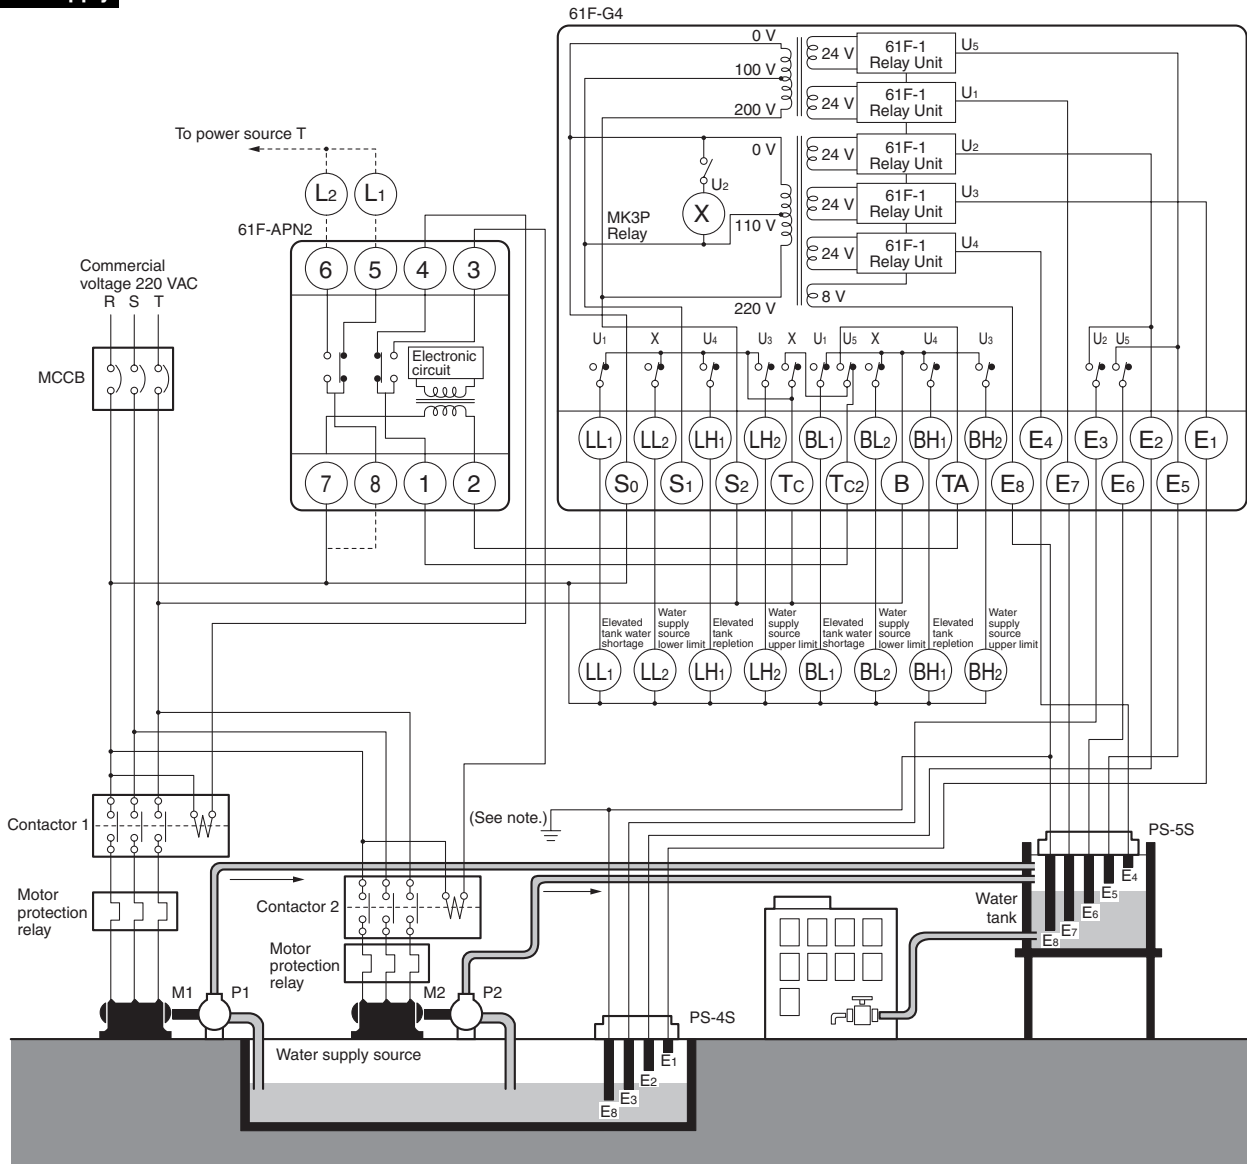 61F-G4
0 V
100 V
200 V
24 V
61F-1
Relay Unit
U5
24 V
61F-1
Relay Unit
U1
0 V
110 V
220 V
24 V
61F-1
Relay Unit
U2
24 V
61F-1
Relay Unit
U3
24 V
61F-1
Relay Unit
U4
8 V
U2
X
MK3P
Relay
To power source T
L2 L1
61F-APN2
6 5 4 3
Electronic
circuit
7 8 1 2
Commercial
voltage 220 VAC
R S T
MCCB
U1 X U4 U3 X U1 U5 X U4 U3 U2 U5
LL1 LL2 LH1 LH2 BL1 BL2 BH1 BH2 E4 E3 E2 E1
S0 S1 S2 TC TC2 B TA E8 E7 E6 E5
Elevated
tank water
shortage
Water
supply
source
lower limit
Elevated
tank
repletion
Water
supply
source
upper limit
Elevated
tank water
shortage
Water
supply
source
lower limit
Elevated
tank
repletion
Water
supply
source
upper limit
LL1 LL2 LH1 LH2 BL1 BL2 BH1 BH2
Contactor 1
Motor
protection
relay
M1 P1
Contactor 2
Motor
protection
relay
M2 P2
(See note.)
PS-5S
Water
tank
E4
E5
E6
E7
E8
PS-4S
E1
E2
E3
E8
Water supply source